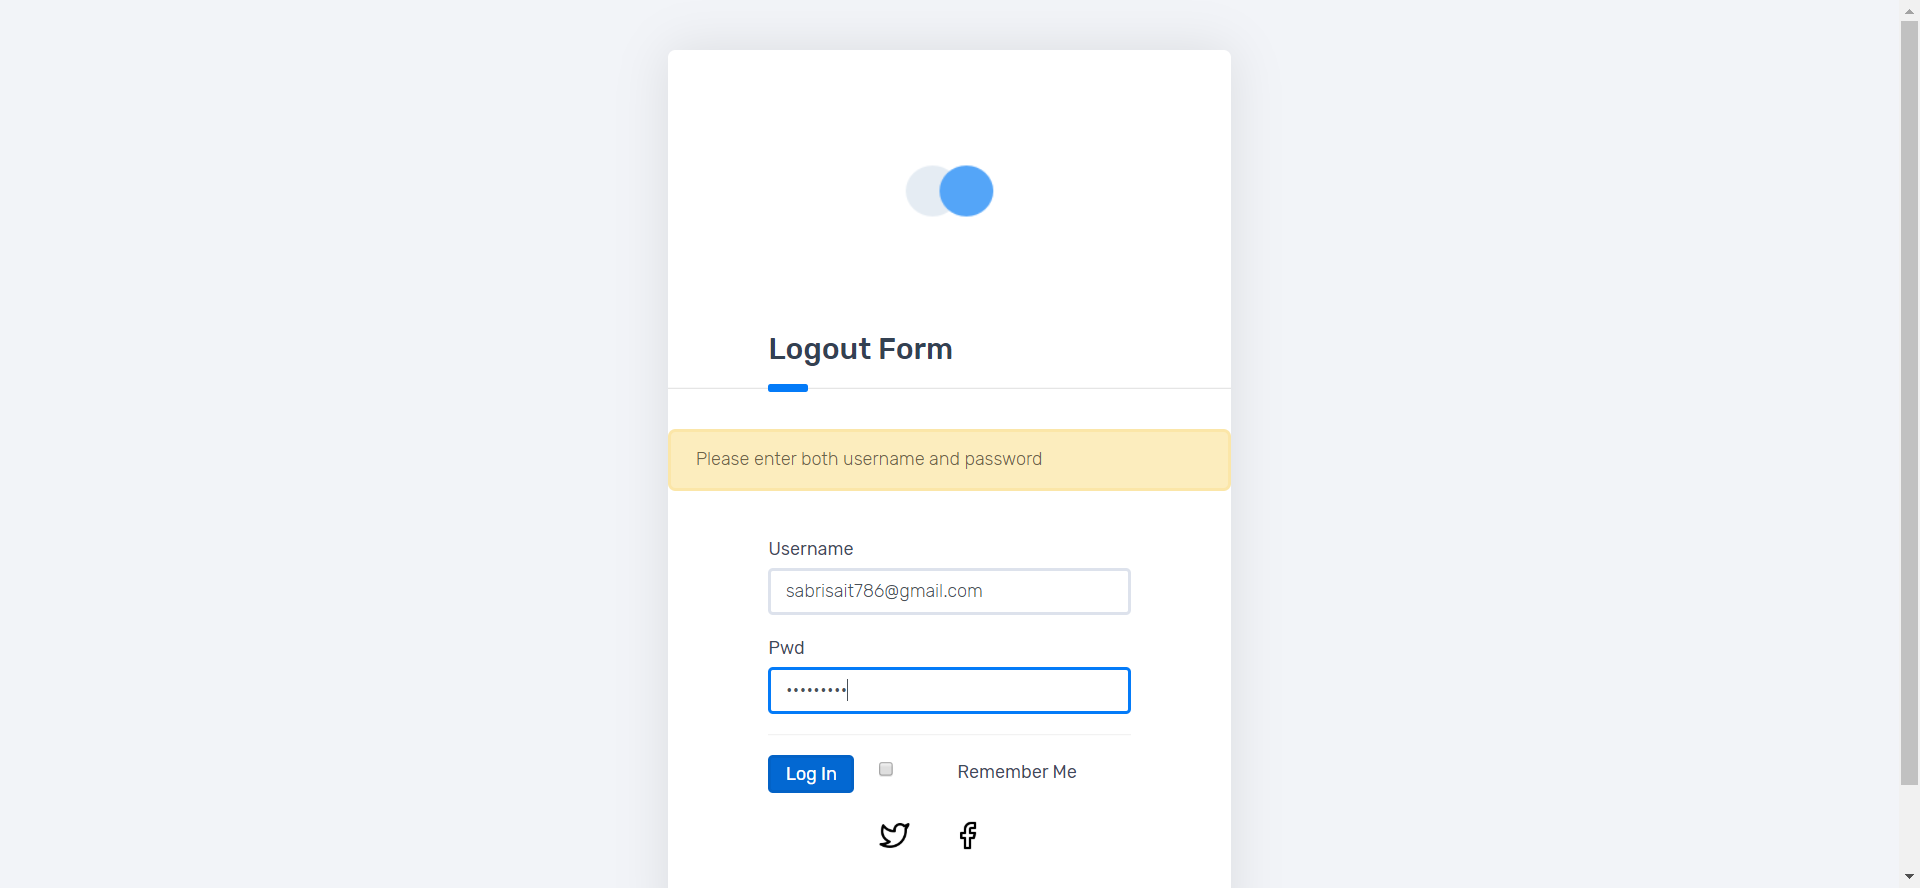 Logout Form
Please enter both username and password
Username
sabrisait786@gmail.com
Pwd
•••••••••
Log In
Remember Me